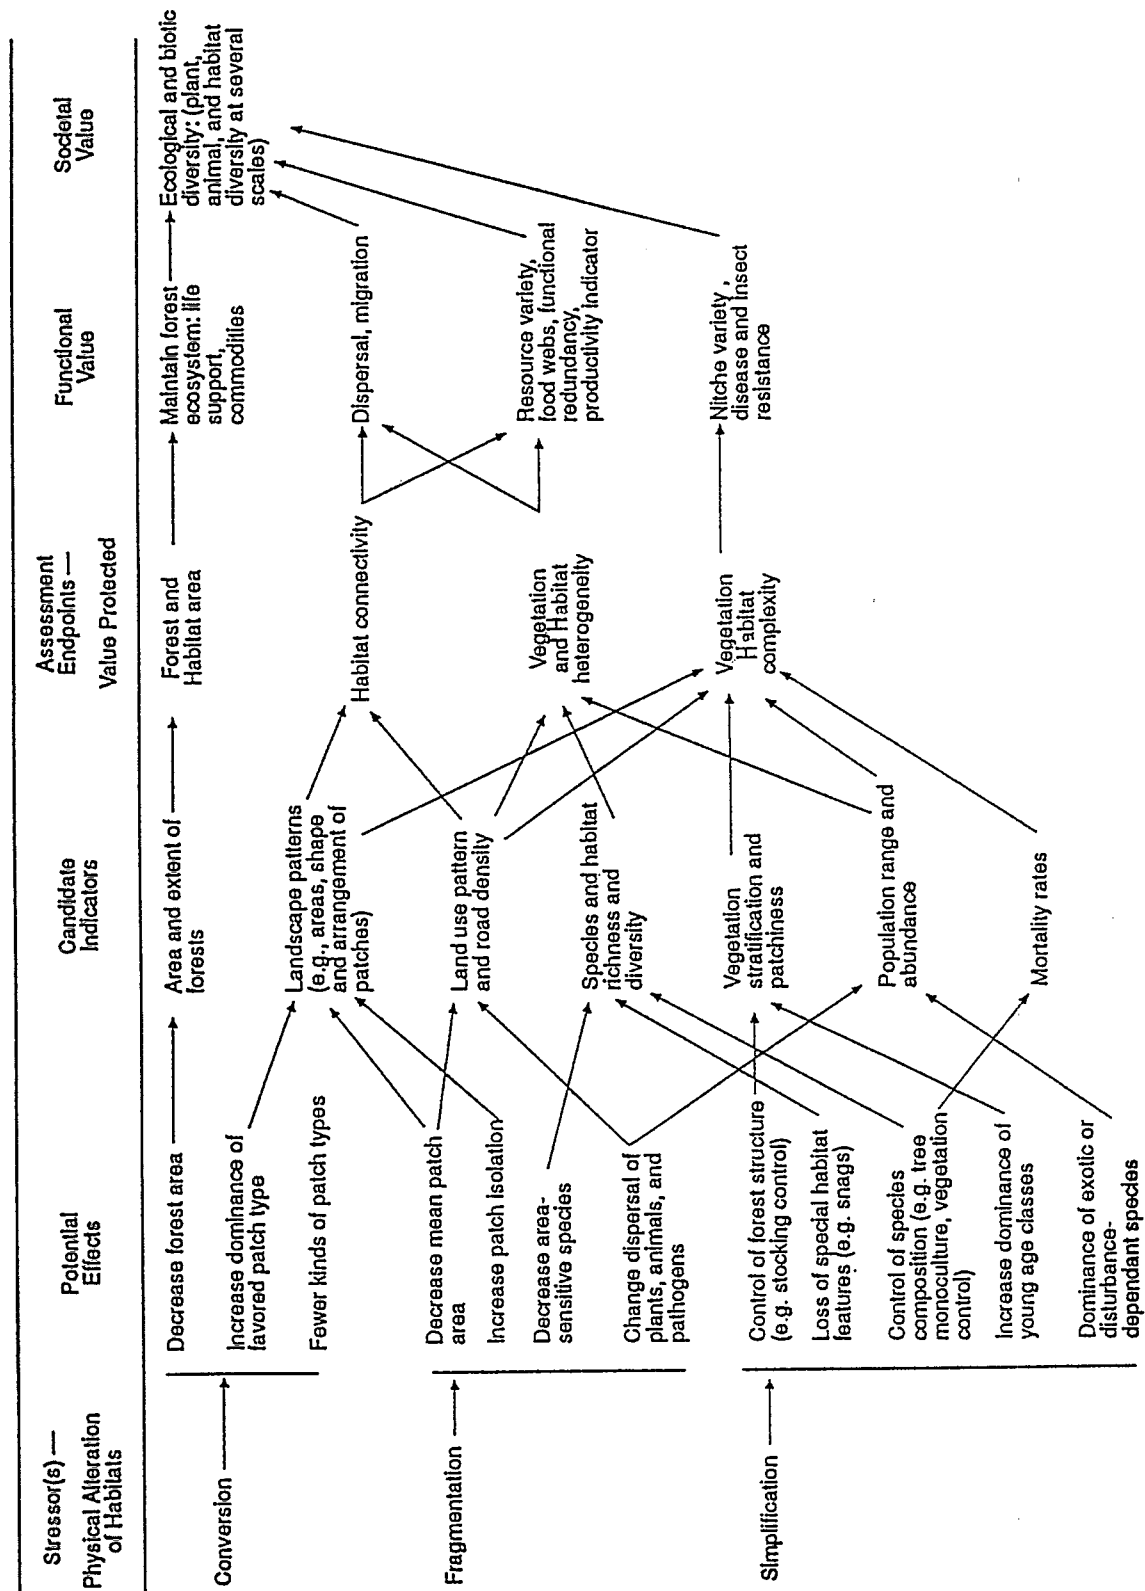 Stressor(s) —
Physical Alteration
of Habitats
Potential
Effects
Candidate
Indicators
Assessment
Endpoints —
Value Protected
Functional
Value
Societal
Value
Conversion
Decrease forest area
Increase dominance of
favored patch type
Fewer kinds of patch types
Fragmentation
Decrease mean patch
area
Increase patch isolation
Decrease area-
sensitive species
Change dispersal of
plants, animals, and
pathogens
Simplification
Control of forest structure
(e.g. stocking control)
Loss of special habitat
features (e.g. snags)
Control of species
composition (e.g. tree
monoculture, vegetation
control)
Increase dominance of
young age classes
Dominance of exotic or
disturbance-
dependant species
Area and extent of
forests
Landscape patterns
(e.g., areas, shape
and arrangement of
patches)
Land use pattern
and road density
Species and habitat
richness and
diversity
Vegetation
stratification and
patchiness
Population range and
abundance
Mortality rates
Forest and
Habitat area
Habitat connectivity
Vegetation
and Habitat
heterogeneity
Vegetation
Habitat
complexity
Maintain forest
ecosystem: life
support,
commodities
Dispersal, migration
Resource variety,
food webs, functional
redundancy,
productivity indicator
Nitche variety,
disease and insect
resistance
Ecological and biotic
diversity: (plant,
animal, and habitat
diversity at several
scales)